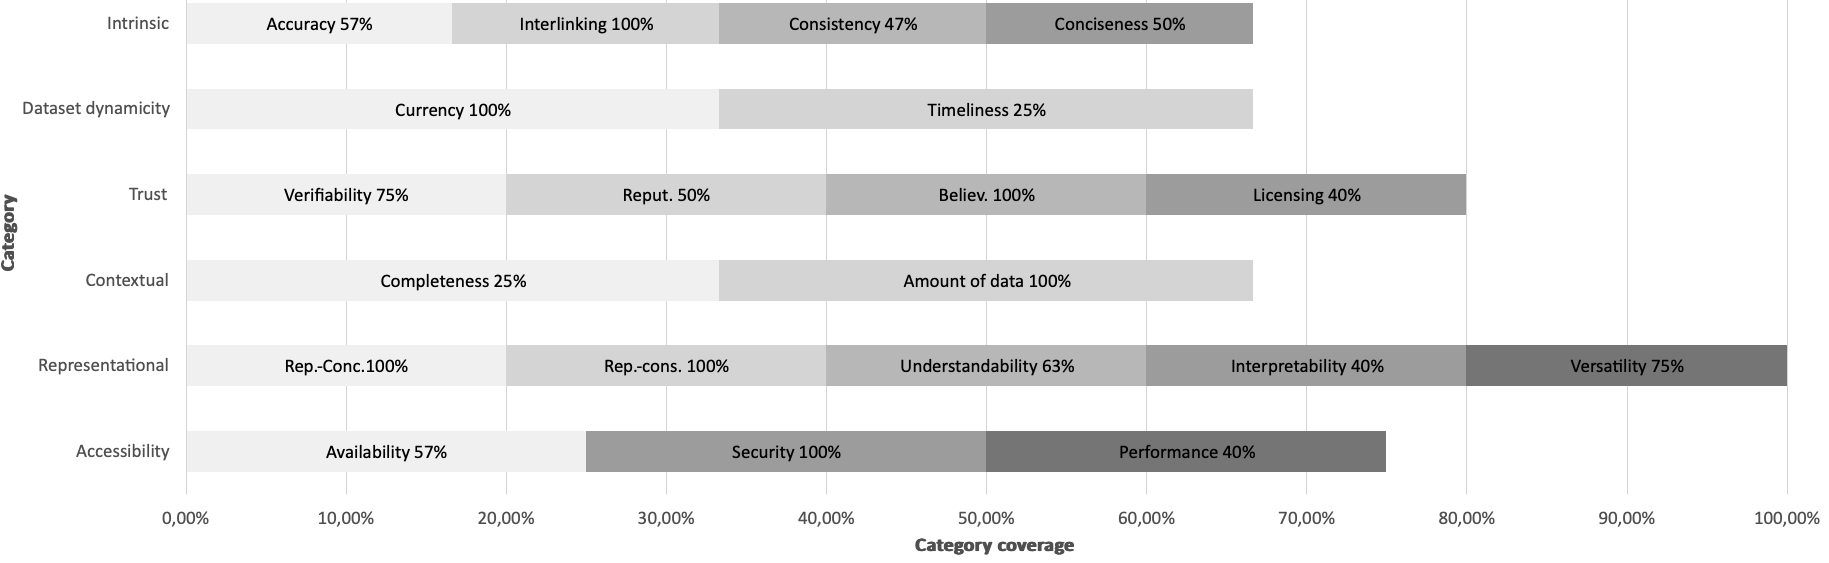 Intrinsic Accuracy 57% Interlinking 100% Consistency 47% Conciseness 50%
Dataset dynamicity Currency 100% Timeliness 25%
Trust Verifiability 75% Reput. 50% Believ. 100% Licensing 40%
Category
Contextual Completeness 25% Amount of data 100%
Representational Rep.-Conc.100% Rep.-cons. 100% Understandability 63% Interpretability 40% Versatility 75%
Accessibility Availability 57% Security 100% Performance 40%
0,00% 10,00% 20,00% 30,00% 40,00% 50,00% 60,00% 70,00% 80,00% 90,00% 100,00%
Category coverage